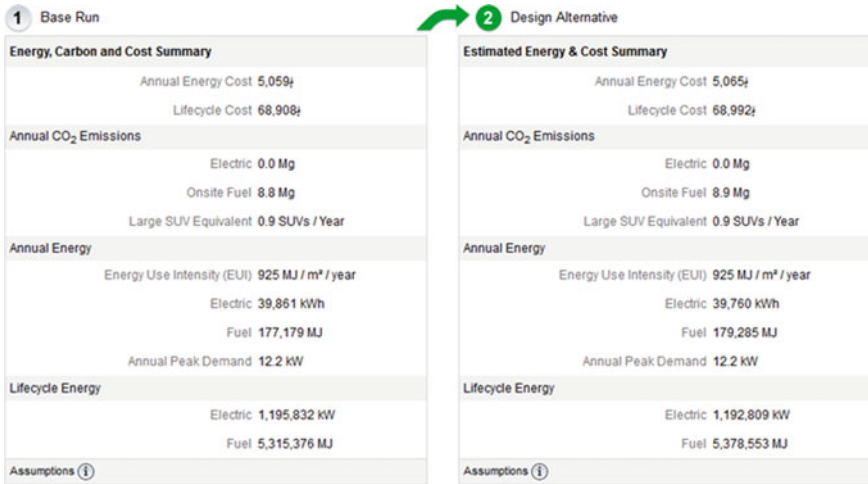 1 Base Run
Energy, Carbon and Cost Summary
Annual Energy Cost 5,059₺
Lifecycle Cost 68,908₺
Annual CO₂ Emissions
Electric 0.0 Mg
Onsite Fuel 8.8 Mg
Large SUV Equivalent 0.9 SUVs / Year
Annual Energy
Energy Use Intensity (EUI) 925 MJ / m² / year
Electric 39,861 kWh
Fuel 177,179 MJ
Annual Peak Demand 12.2 kW
Lifecycle Energy
Electric 1,195,832 kW
Fuel 5,315,376 MJ
Assumptions
2 Design Alternative
Estimated Energy & Cost Summary
Annual Energy Cost 5,065₺
Lifecycle Cost 68,992₺
Annual CO₂ Emissions
Electric 0.0 Mg
Onsite Fuel 8.9 Mg
Large SUV Equivalent 0.9 SUVs / Year
Annual Energy
Energy Use Intensity (EUI) 925 MJ / m² / year
Electric 39,760 kWh
Fuel 179,285 MJ
Annual Peak Demand 12.2 kW
Lifecycle Energy
Electric 1,192,809 kW
Fuel 5,378,553 MJ
Assumptions